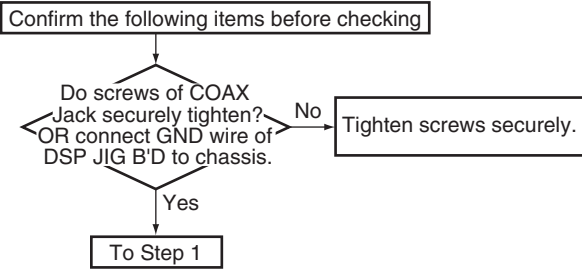 Confirm the following items before checking
Do screws of COAX
Jack securely tighten?
OR connect GND wire of
DSP JIG B'D to chassis.
No
Tighten screws securely.
Yes
To Step 1